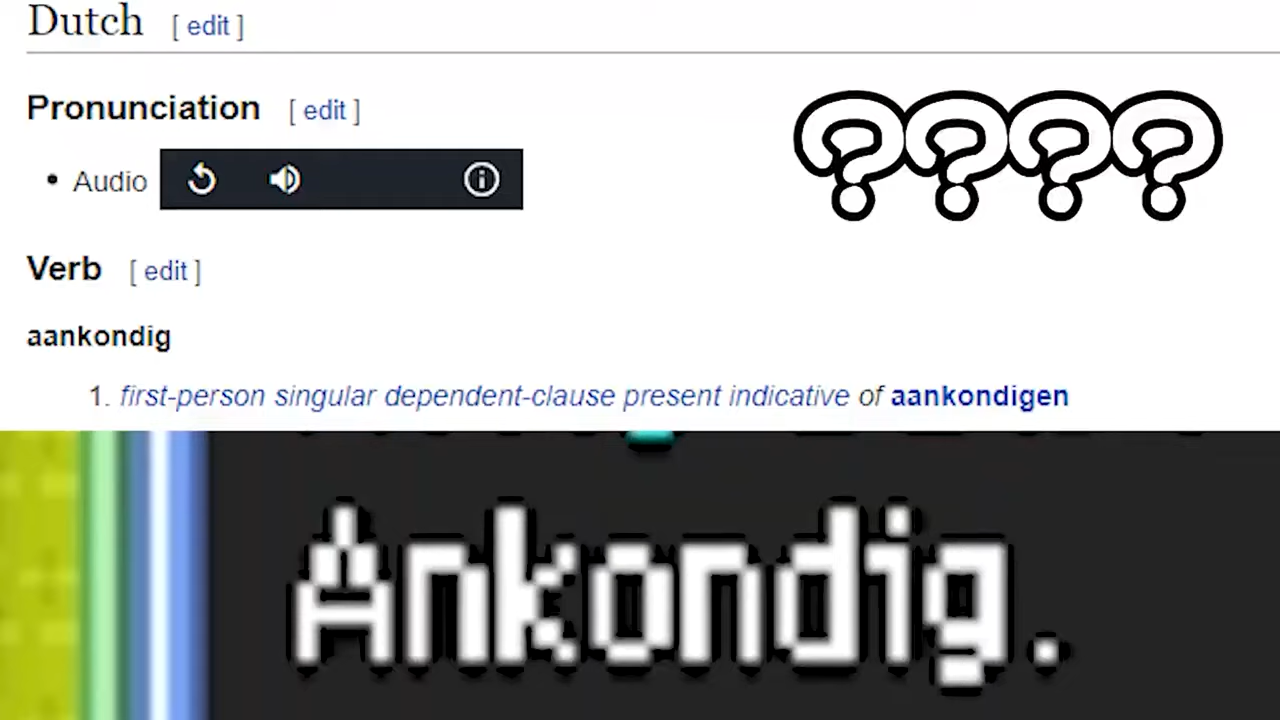 Dutch [ edit ]
Pronunciation [ edit ]
• Audio
????
Verb [ edit ]
aankondig
1. first-person singular dependent-clause present indicative of aankondigen
Ankondig.